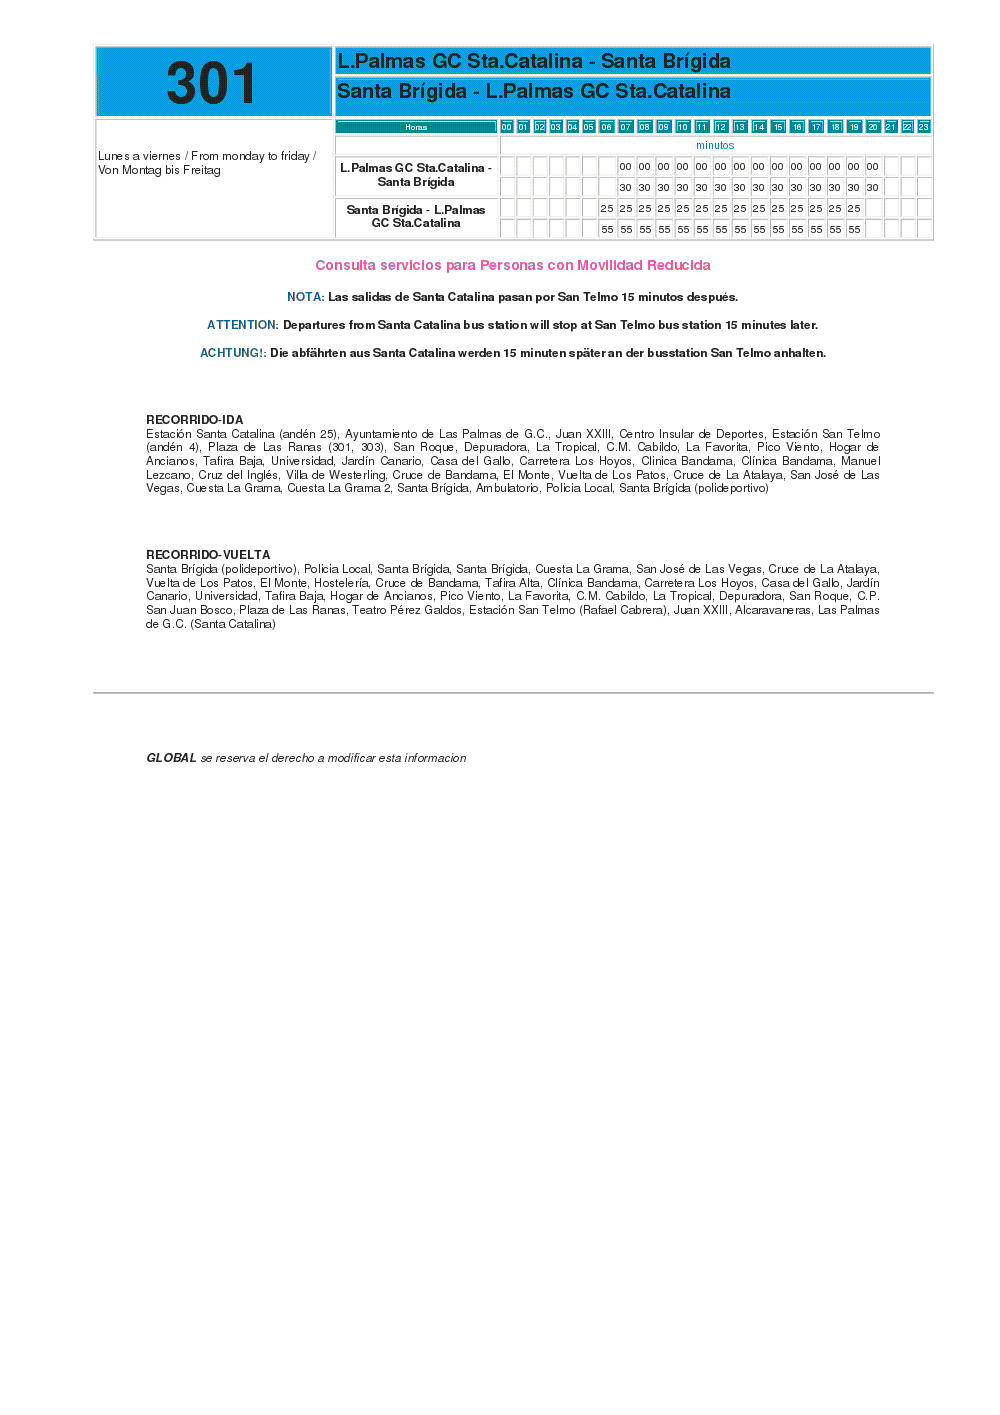 301
L.Palmas GC Sta.Catalina - Santa Brígida
Santa Brígida - L.Palmas GC Sta.Catalina
Lunes a viernes / From monday to friday /
Von Montag bis Freitag
Horas 00 01 02 03 04 05 06 07 08 09 10 11 12 13 14 15 16 17 18 19 20 21 22 23
minutos
L.Palmas GC Sta.Catalina -
Santa Brígida
00 00 00 00 00 00 00 00 00 00 00 00 00 00
30 30 30 30 30 30 30 30 30 30 30 30 30 30
Santa Brígida - L.Palmas
GC Sta.Catalina
25 25 25 25 25 25 25 25 25 25 25 25 25 25
55 55 55 55 55 55 55 55 55 55 55 55 55 55
Consulta servicios para Personas con Movilidad Reducida
NOTA: Las salidas de Santa Catalina pasan por San Telmo 15 minutos después.
ATTENTION: Departures from Santa Catalina bus station will stop at San Telmo bus station 15 minutes later.
ACHTUNG!: Die abfährten aus Santa Catalina werden 15 minuten später an der busstation San Telmo anhalten.
RECORRIDO-IDA
Estación Santa Catalina (andén 25), Ayuntamiento de Las Palmas de G.C., Juan XXIII, Centro Insular de Deportes, Estación San Telmo
(andén 4), Plaza de Las Ranas (301, 303), San Roque, Depuradora, La Tropical, C.M. Cabildo, La Favorita, Pico Viento, Hogar de
Ancianos, Tafira Baja, Universidad, Jardín Canario, Casa del Gallo, Carretera Los Hoyos, Clinica Bandama, Clínica Bandama, Manuel
Lezcano, Cruz del Inglés, Villa de Westerling, Cruce de Bandama, El Monte, Vuelta de Los Patos, Cruce de La Atalaya, San José de Las
Vegas, Cuesta La Grama, Cuesta La Grama 2, Santa Brígida, Ambulatorio, Policia Local, Santa Brígida (polideportivo)
RECORRIDO-VUELTA
Santa Brígida (polideportivo), Policia Local, Santa Brígida, Santa Brígida, Cuesta La Grama, San José de Las Vegas, Cruce de La Atalaya,
Vuelta de Los Patos, El Monte, Hostelería, Cruce de Bandama, Tafira Alta, Clínica Bandama, Carretera Los Hoyos, Casa del Gallo, Jardín
Canario, Universidad, Tafira Baja, Hogar de Ancianos, Pico Viento, La Favorita, C.M. Cabildo, La Tropical, Depuradora, San Roque, C.P.
San Juan Bosco, Plaza de Las Ranas, Teatro Pérez Galdos, Estación San Telmo (Rafael Cabrera), Juan XXIII, Alcaravaneras, Las Palmas
de G.C. (Santa Catalina)
GLOBAL se reserva el derecho a modificar esta informacion